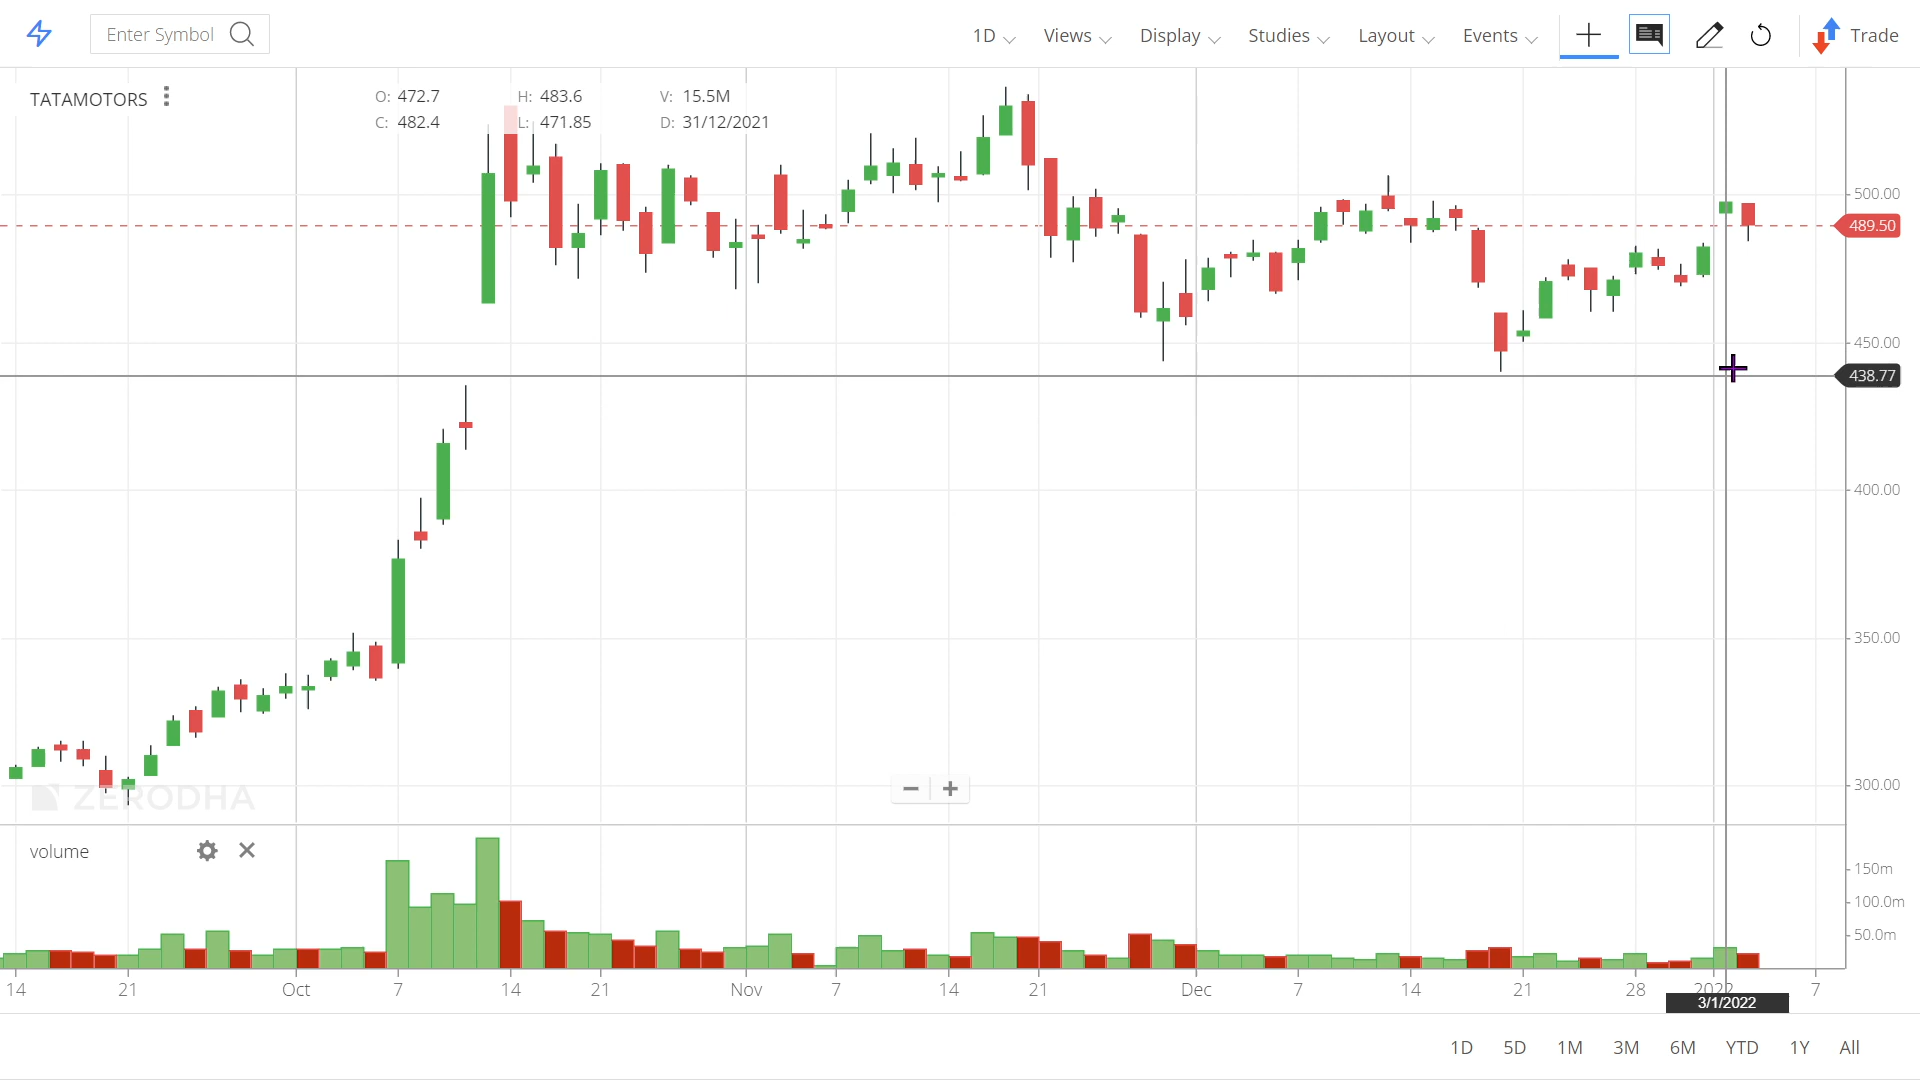 Enter Symbol
1D Views Display Studies Layout Events Trade
TATAMOTORS
O: 472.7 H: 483.6 V: 15.5M
C: 482.4 L: 471.85 D: 31/12/2021
500.00
489.50
450.00
438.77
400.00
350.00
300.00
ZERODHA
volume
150m
100.0m
50.0m
14 21 Oct 7 14 21 Nov 7 14 21 Dec 7 14 21 28 2022 7
3/1/2022
1D 5D 1M 3M 6M YTD 1Y All